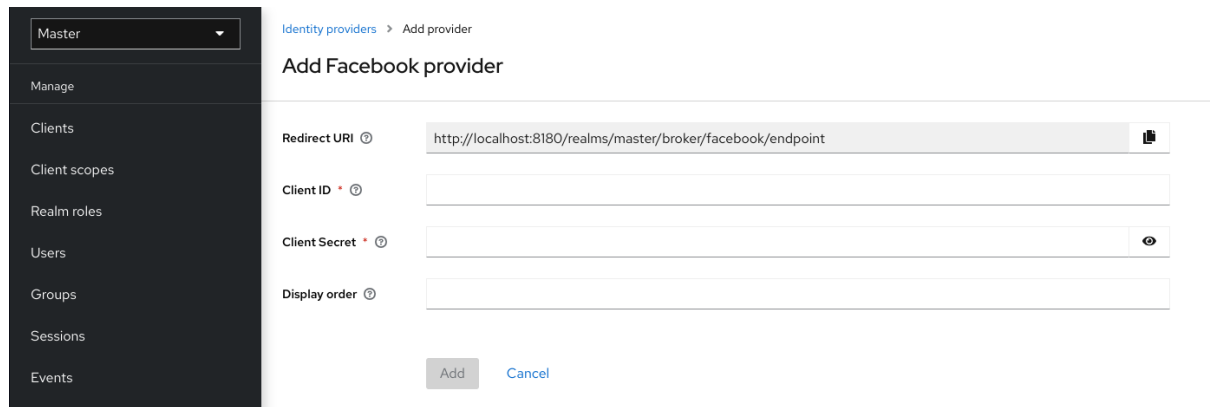 Master
Manage
Clients
Client scopes
Realm roles
Users
Groups
Sessions
Events
Identity providers > Add provider
Add Facebook provider
Redirect URI
http://localhost:8180/realms/master/broker/facebook/endpoint
Client ID *
Client Secret *
Display order
Add Cancel